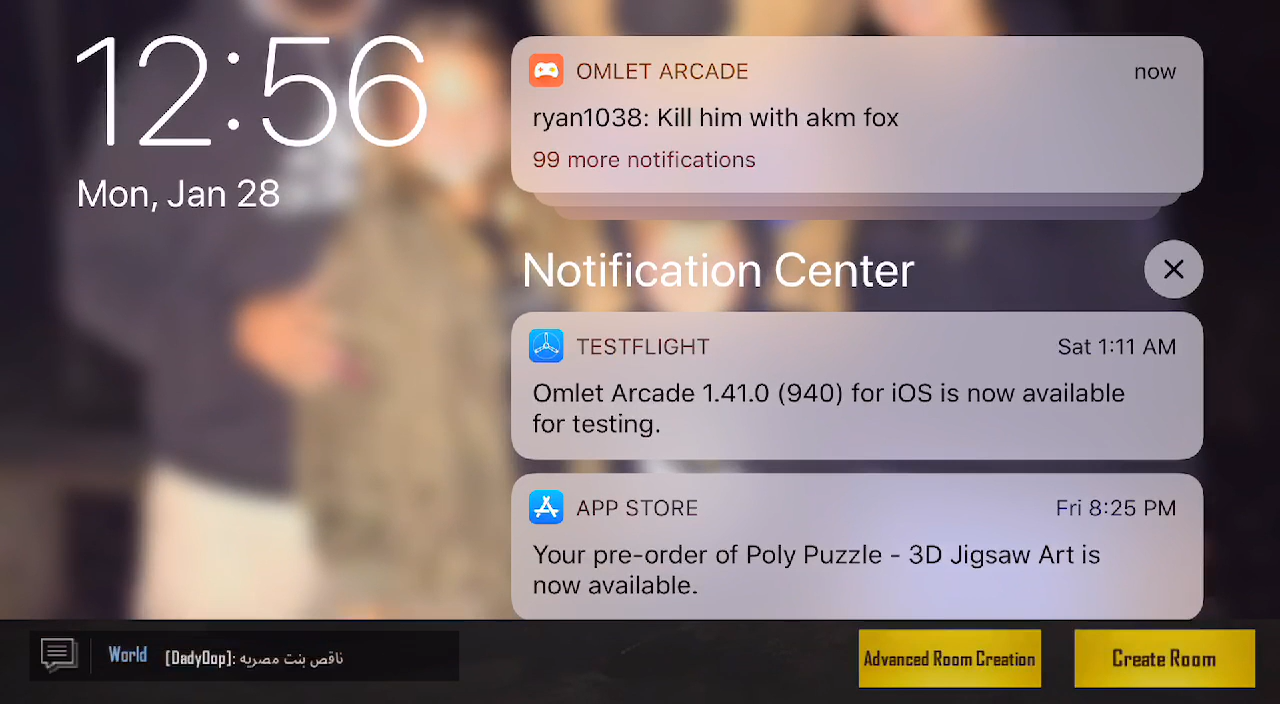 12:56
Mon, Jan 28
OMLET ARCADE
now
ryan1038: Kill him with akm fox
99 more notifications
Notification Center
TESTFLIGHT
Sat 1:11 AM
Omlet Arcade 1.41.0 (940) for iOS is now available
for testing.
APP STORE
Fri 8:25 PM
Your pre-order of Poly Puzzle - 3D Jigsaw Art is
now available.
World [DadyOop]: ناقص بنت مصريه
Advanced Room Creation
Create Room